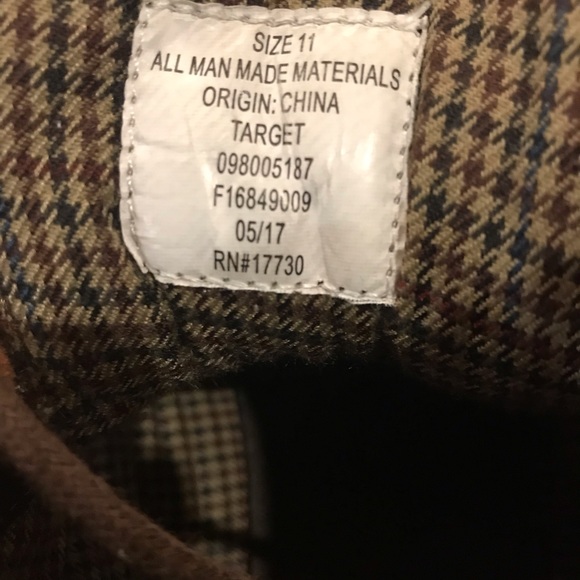 SIZE 11
ALL MAN MADE MATERIALS
ORIGIN: CHINA
TARGET
098005187
F16849009
05/17
RN#17730